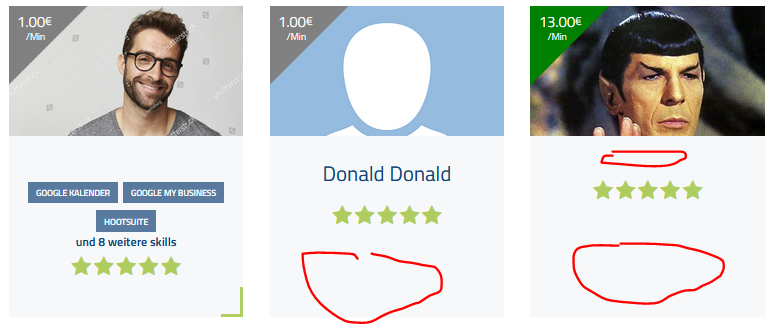 1.00€
/Min
1.00€
/Min
13.00€
/Min
Donald Donald
GOOGLE KALENDER
GOOGLE MY BUSINESS
HOOTSUITE
und 8 weitere skills